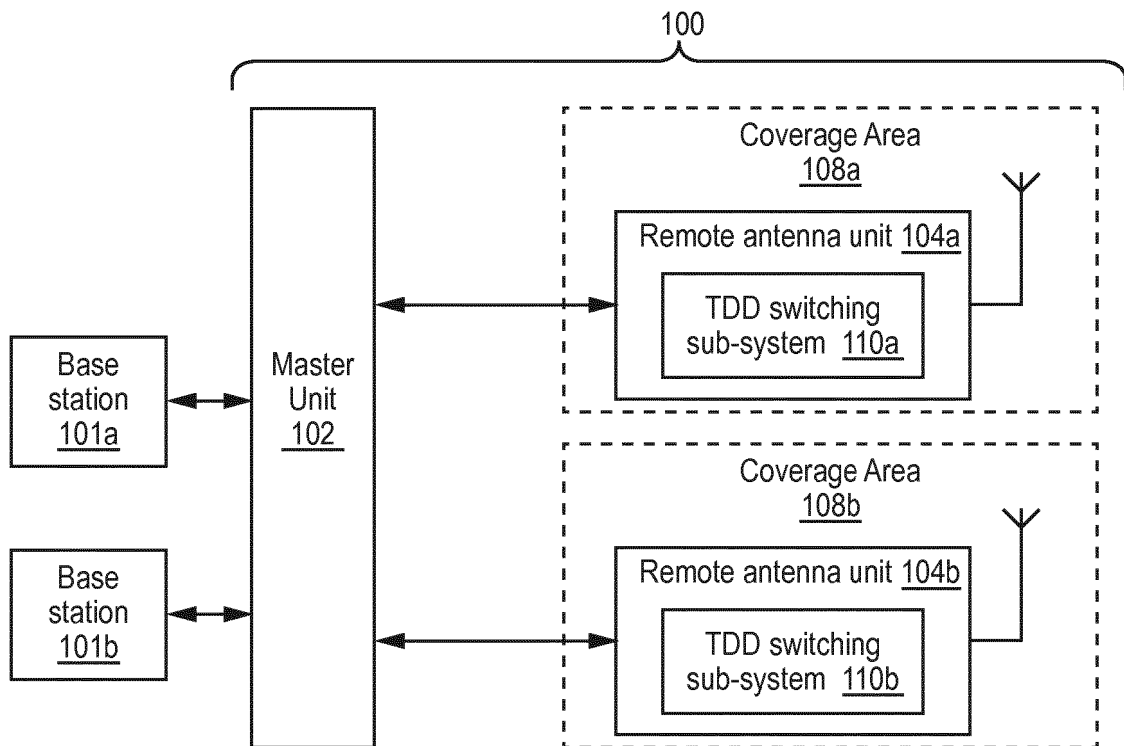 100
Coverage Area
108a
Remote antenna unit 104a
TDD switching
sub-system 110a
Base
station
101a
Master
Unit
102
Coverage Area
108b
Remote antenna unit 104b
TDD switching
sub-system 110b
Base
station
101b